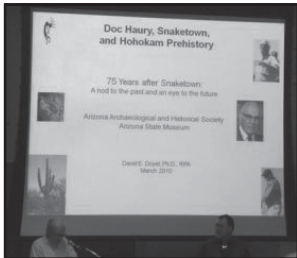 Doc Haury, Snaketown,
and Hohokam Prehistory
75 Years after Snaketown:
A nod to the past and an eye to the future
Arizona Archaeological and Historical Society
Arizona State Museum
David E. Doyel Ph.D., RPA
March 2010